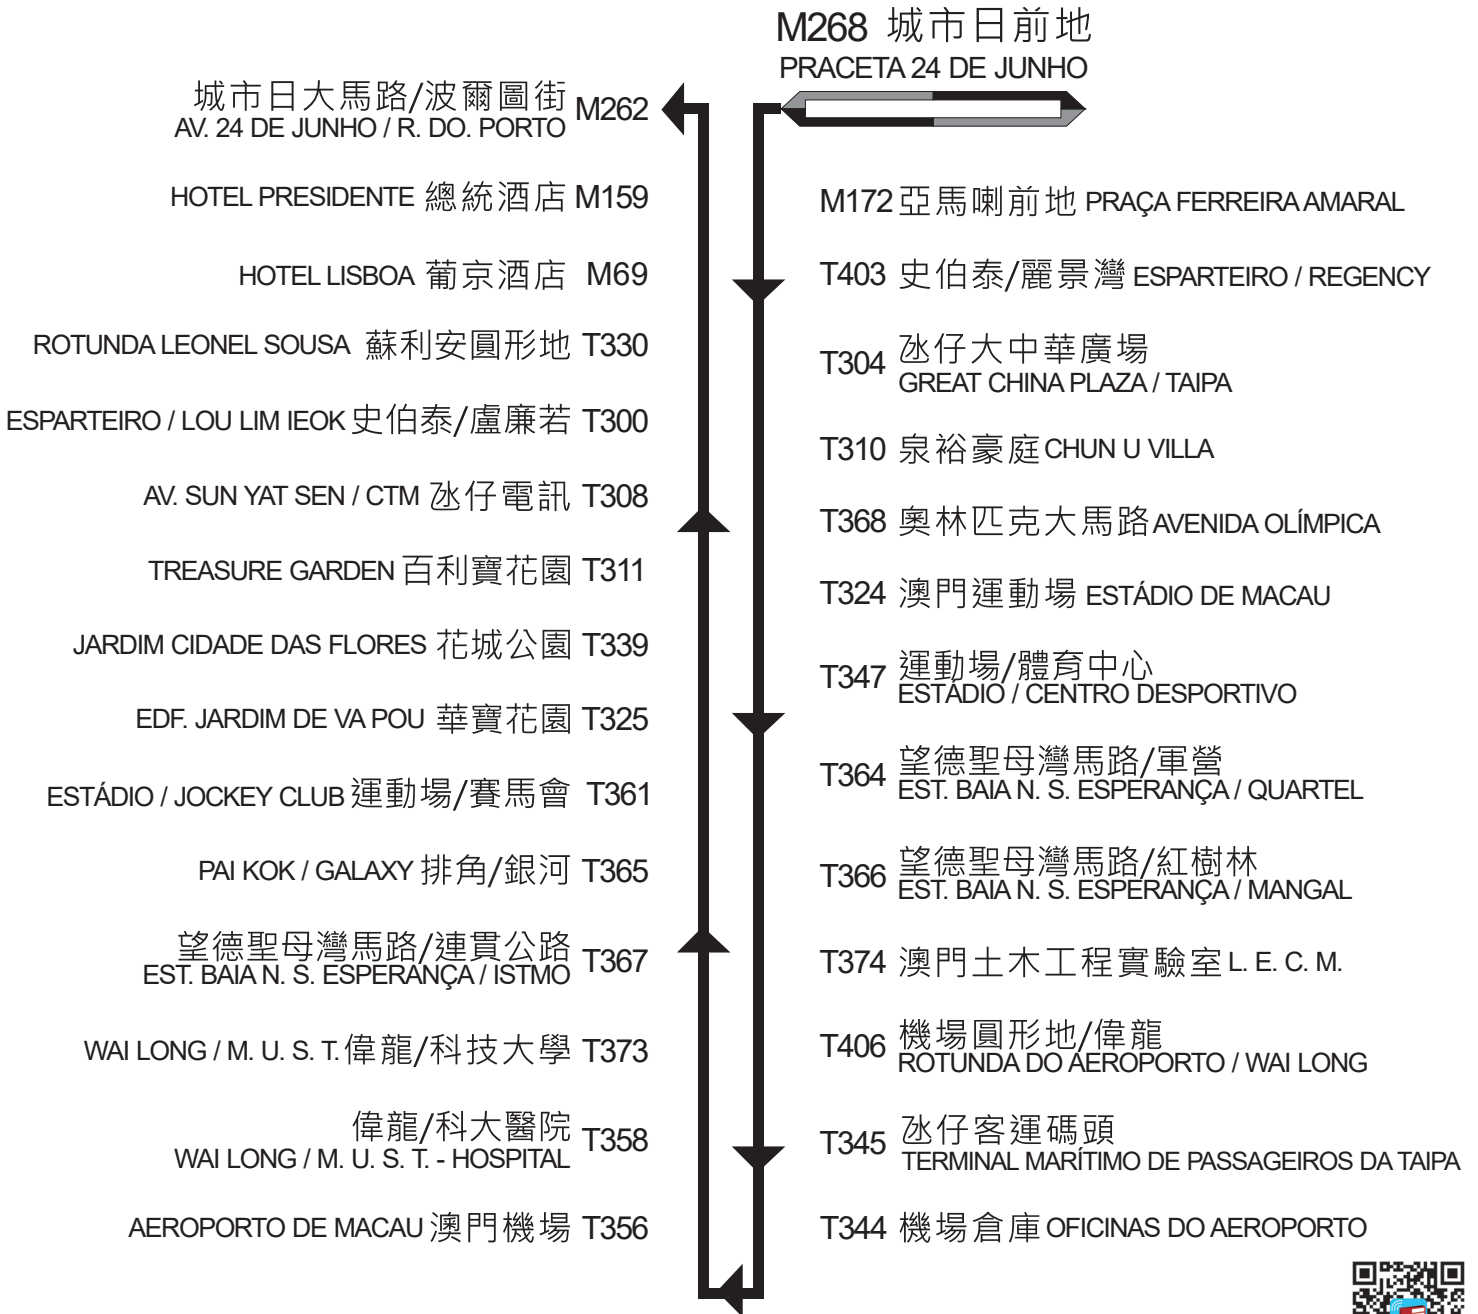 M268 城市日前地
PRACETA 24 DE JUNHO
城市日大馬路/波爾圖街
AV. 24 DE JUNHO / R. DO. PORTO
M262
HOTEL PRESIDENTE 總統酒店 M159
HOTEL LISBOA 葡京酒店 M69
ROTUNDA LEONEL SOUSA 蘇利安圓形地 T330
ESPARTEIRO / LOU LIM IEOK 史伯泰/盧廉若 T300
AV. SUN YAT SEN / CTM 氹仔電訊 T308
TREASURE GARDEN 百利寶花園 T311
JARDIM CIDADE DAS FLORES 花城公園 T339
EDF. JARDIM DE VA POU 華寶花園 T325
ESTÁDIO / JOCKEY CLUB 運動場/賽馬會 T361
PAI KOK / GALAXY 排角/銀河 T365
望德聖母灣馬路/連貫公路
EST. BAIA N. S. ESPERANÇA / ISTMO
T367
WAI LONG / M. U. S. T. 偉龍/科技大學 T373
偉龍/科大醫院
WAI LONG / M. U. S. T. - HOSPITAL
T358
AEROPORTO DE MACAU 澳門機場 T356
M172 亞馬喇前地 PRAÇA FERREIRA AMARAL
T403 史伯泰/麗景灣 ESPARTEIRO / REGENCY
T304
氹仔大中華廣場
GREAT CHINA PLAZA / TAIPA
T310 泉裕豪庭 CHUN U VILLA
T368 奧林匹克大馬路 AVENIDA OLÍMPICA
T324 澳門運動場 ESTÁDIO DE MACAU
T347
運動場/體育中心
ESTÁDIO / CENTRO DESPORTIVO
T364
望德聖母灣馬路/軍營
EST. BAIA N. S. ESPERANÇA / QUARTEL
T366
望德聖母灣馬路/紅樹林
EST. BAIA N. S. ESPERANÇA / MANGAL
T374 澳門土木工程實驗室 L. E. C. M.
T406
機場圓形地/偉龍
ROTUNDA DO AEROPORTO / WAI LONG
T345
氹仔客運碼頭
TERMINAL MARÍTIMO DE PASSAGEIROS DA TAIPA
T344 機場倉庫 OFICINAS DO AEROPORTO